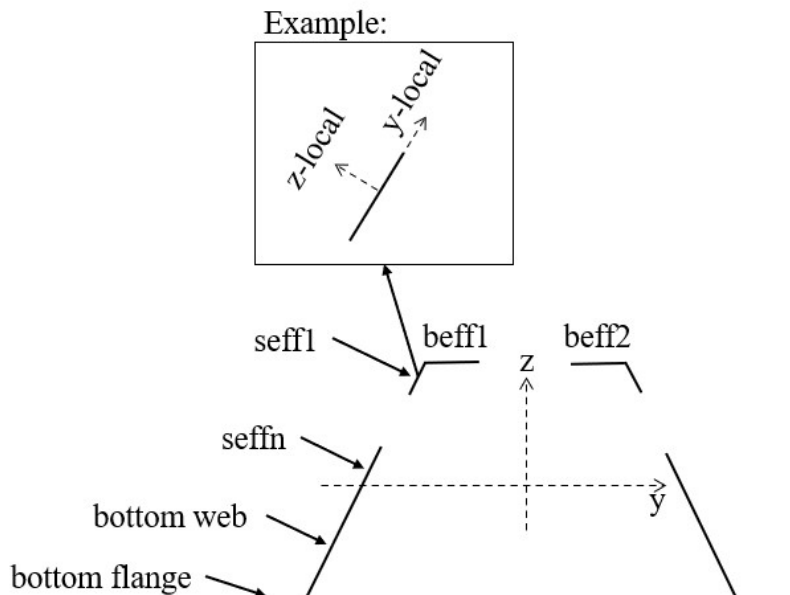 Example:
y-local
z-local
seff1
beff1
beff2
z
seffn
y
bottom web
bottom flange